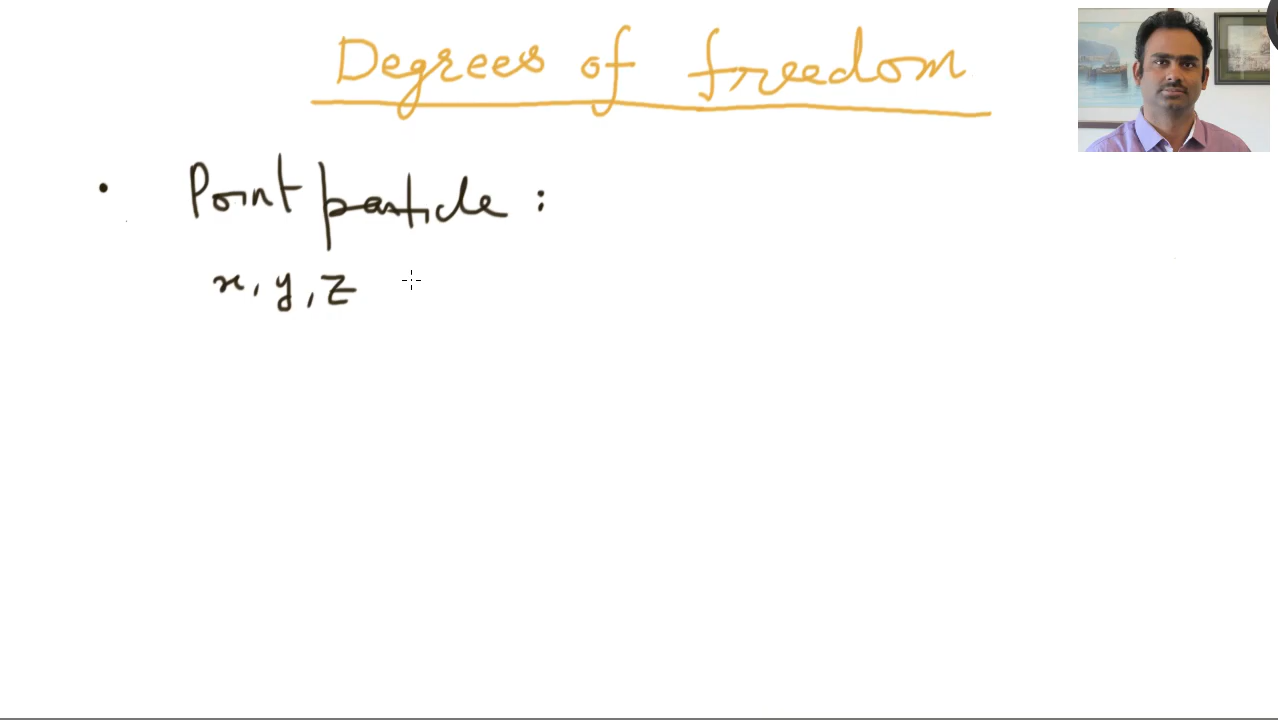 Degrees of freedom
• Point particle :
x, y, z